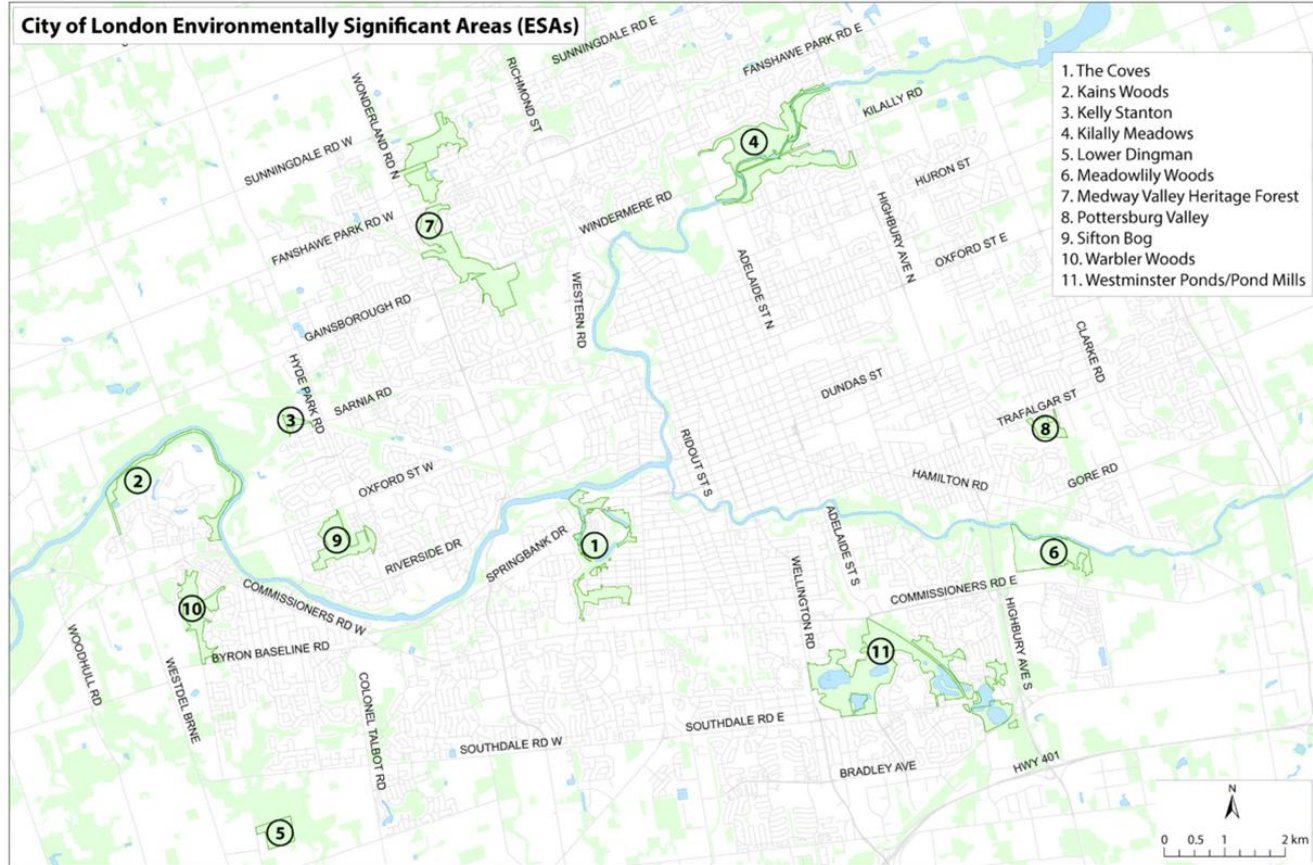 City of London Environmentally Significant Areas (ESAs)
SUNNINGDALE RD E
FANSHAWE PARK RD E
RICHMOND ST
WONDERLAND RD N
KILALLY RD
1. The Coves
2. Kains Woods
3. Kelly Stanton
4. Kilally Meadows
5. Lower Dingman
6. Meadowlily Woods
7. Medway Valley Heritage Forest
8. Pottersburg Valley
9. Sifton Bog
10. Warbler Woods
11. Westminster Ponds/Pond Mills
4
SUNNINGDALE RD W
HURON ST
WINDERMERE RD
FANSHAWE PARK RD W
7
HIGHBURY AVE N
OXFORD ST E
ADELAIDE ST N
WESTERN RD
GAINSBOROUGH RD
CLARKE RD
HYDE PARK RD
SARNIA RD
DUNDAS ST
TRAFALGAR ST
3
8
RIDOUT ST S
2
OXFORD ST W
HAMILTON RD
GORE RD
9
RIVERSIDE DR
SPRINGBANK DR
1
ADELAIDE ST S
6
10
COMMISSIONERS RD W
WELLINGTON RD
COMMISSIONERS RD E
HIGHBURY AVE S
WOODHULL RD
BYRON BASELINE RD
11
WESTDEL BRNE
COLONEL TALBOT RD
SOUTHDALE RD W
SOUTHDALE RD E
BRADLEY AVE
HWY 401
5
N
0 0.5 1 2 km